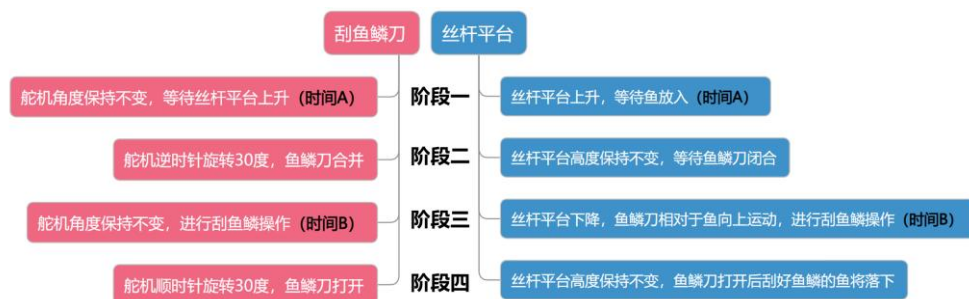 刮鱼鳞刀
丝杆平台
舵机角度保持不变，等待丝杆平台上升（时间A）
阶段一
丝杆平台上升，等待鱼放入（时间A）
舵机逆时针旋转30度，鱼鳞刀合并
阶段二
丝杆平台高度保持不变，等待鱼鳞刀闭合
舵机角度保持不变，进行刮鱼鳞操作（时间B）
阶段三
丝杆平台下降，鱼鳞刀相对于鱼向上运动，进行刮鱼鳞操作（时间B）
舵机顺时针旋转30度，鱼鳞刀打开
阶段四
丝杆平台高度保持不变，鱼鳞刀打开后刮好鱼鳞的鱼将落下